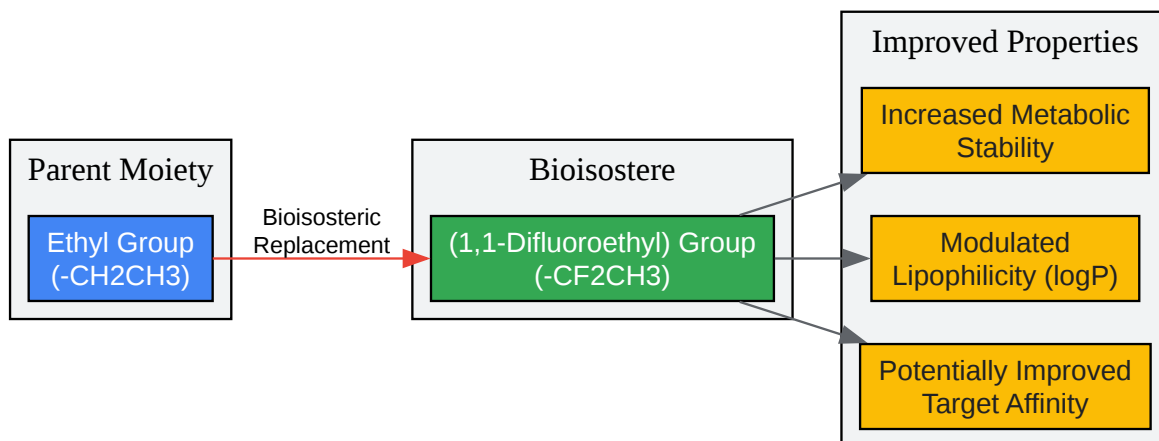 Parent Moiety
Ethyl Group
(-CH2CH3)
Bioisosteric
Replacement
Bioisostere
(1,1-Difluoroethyl) Group
(-CF2CH3)
Improved Properties
Increased Metabolic
Stability
Modulated
Lipophilicity (logP)
Potentially Improved
Target Affinity